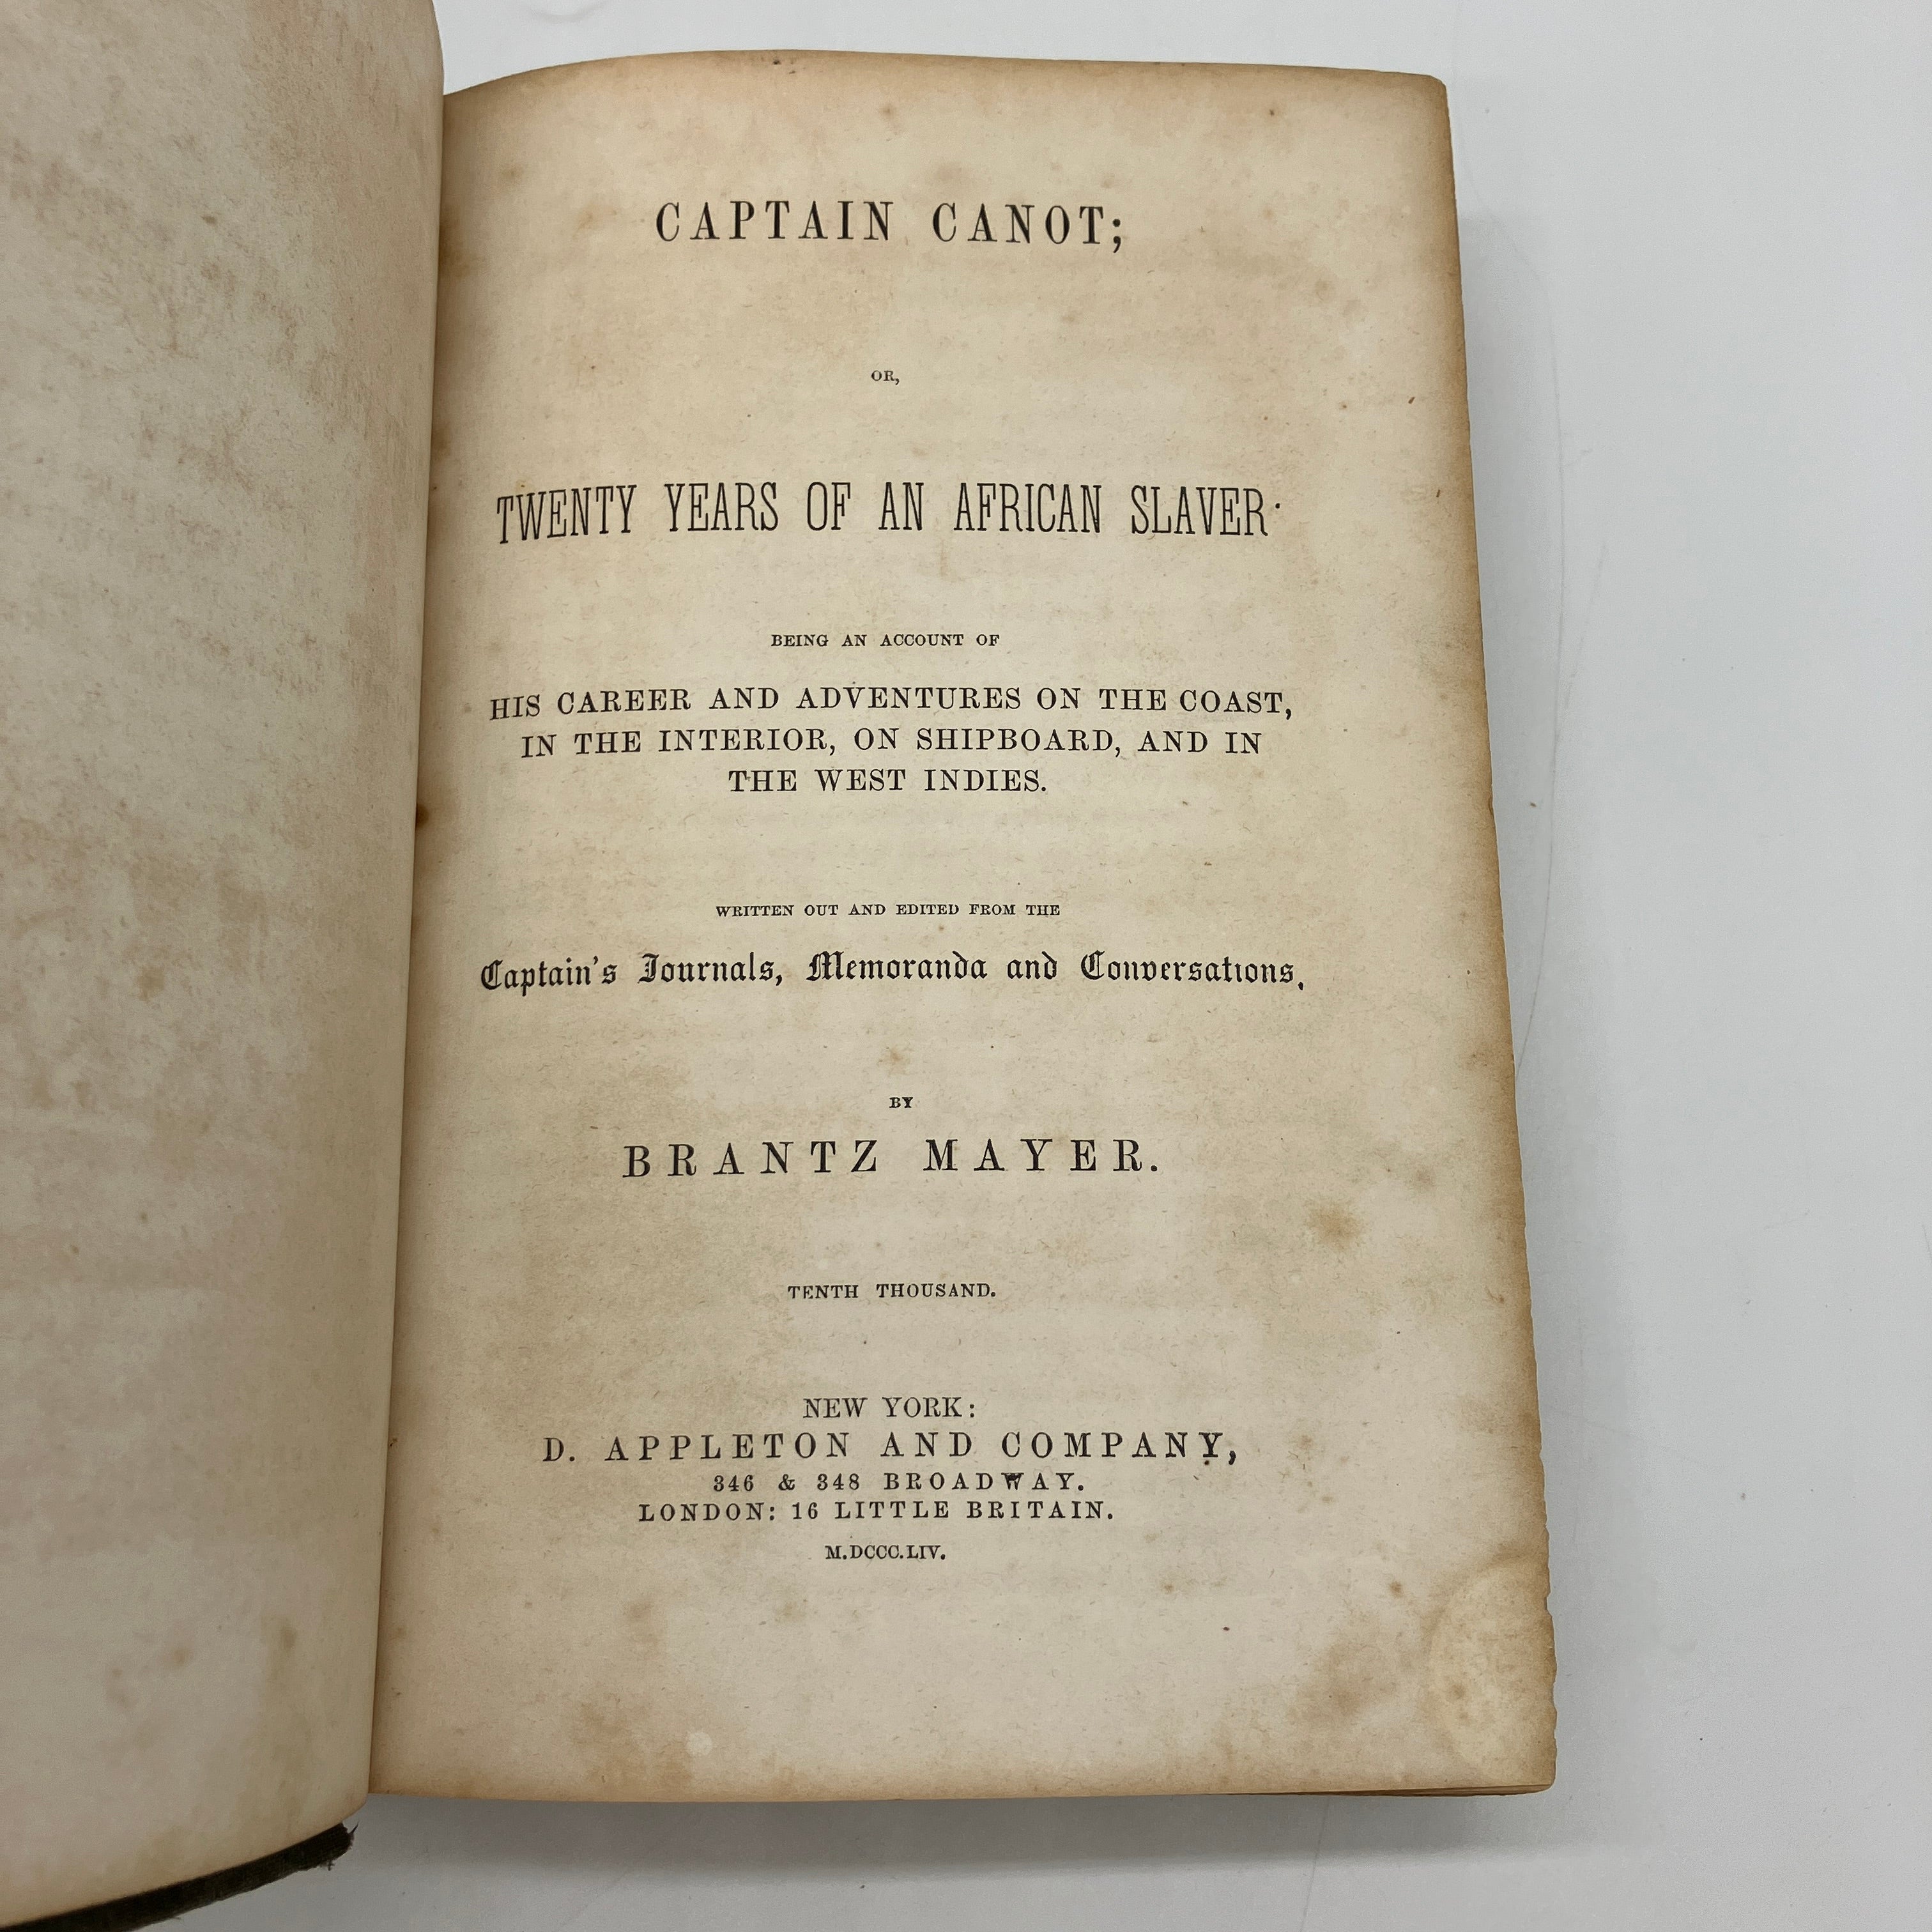 CAPTAIN CANOT;
OR,
TWENTY YEARS OF AN AFRICAN SLAVER·
BEING AN ACCOUNT OF
HIS CAREER AND ADVENTURES ON THE COAST,
IN THE INTERIOR, ON SHIPBOARD, AND IN
THE WEST INDIES.
WRITTEN OUT AND EDITED FROM THE
Captain's Journals, Memoranda and Conversations.
BY
BRANTZ MAYER.
TENTH THOUSAND.
NEW YORK:
D. APPLETON AND COMPANY,
346 & 348 BROADWAY.
LONDON: 16 LITTLE BRITAIN.
M.DCCC.LIV.